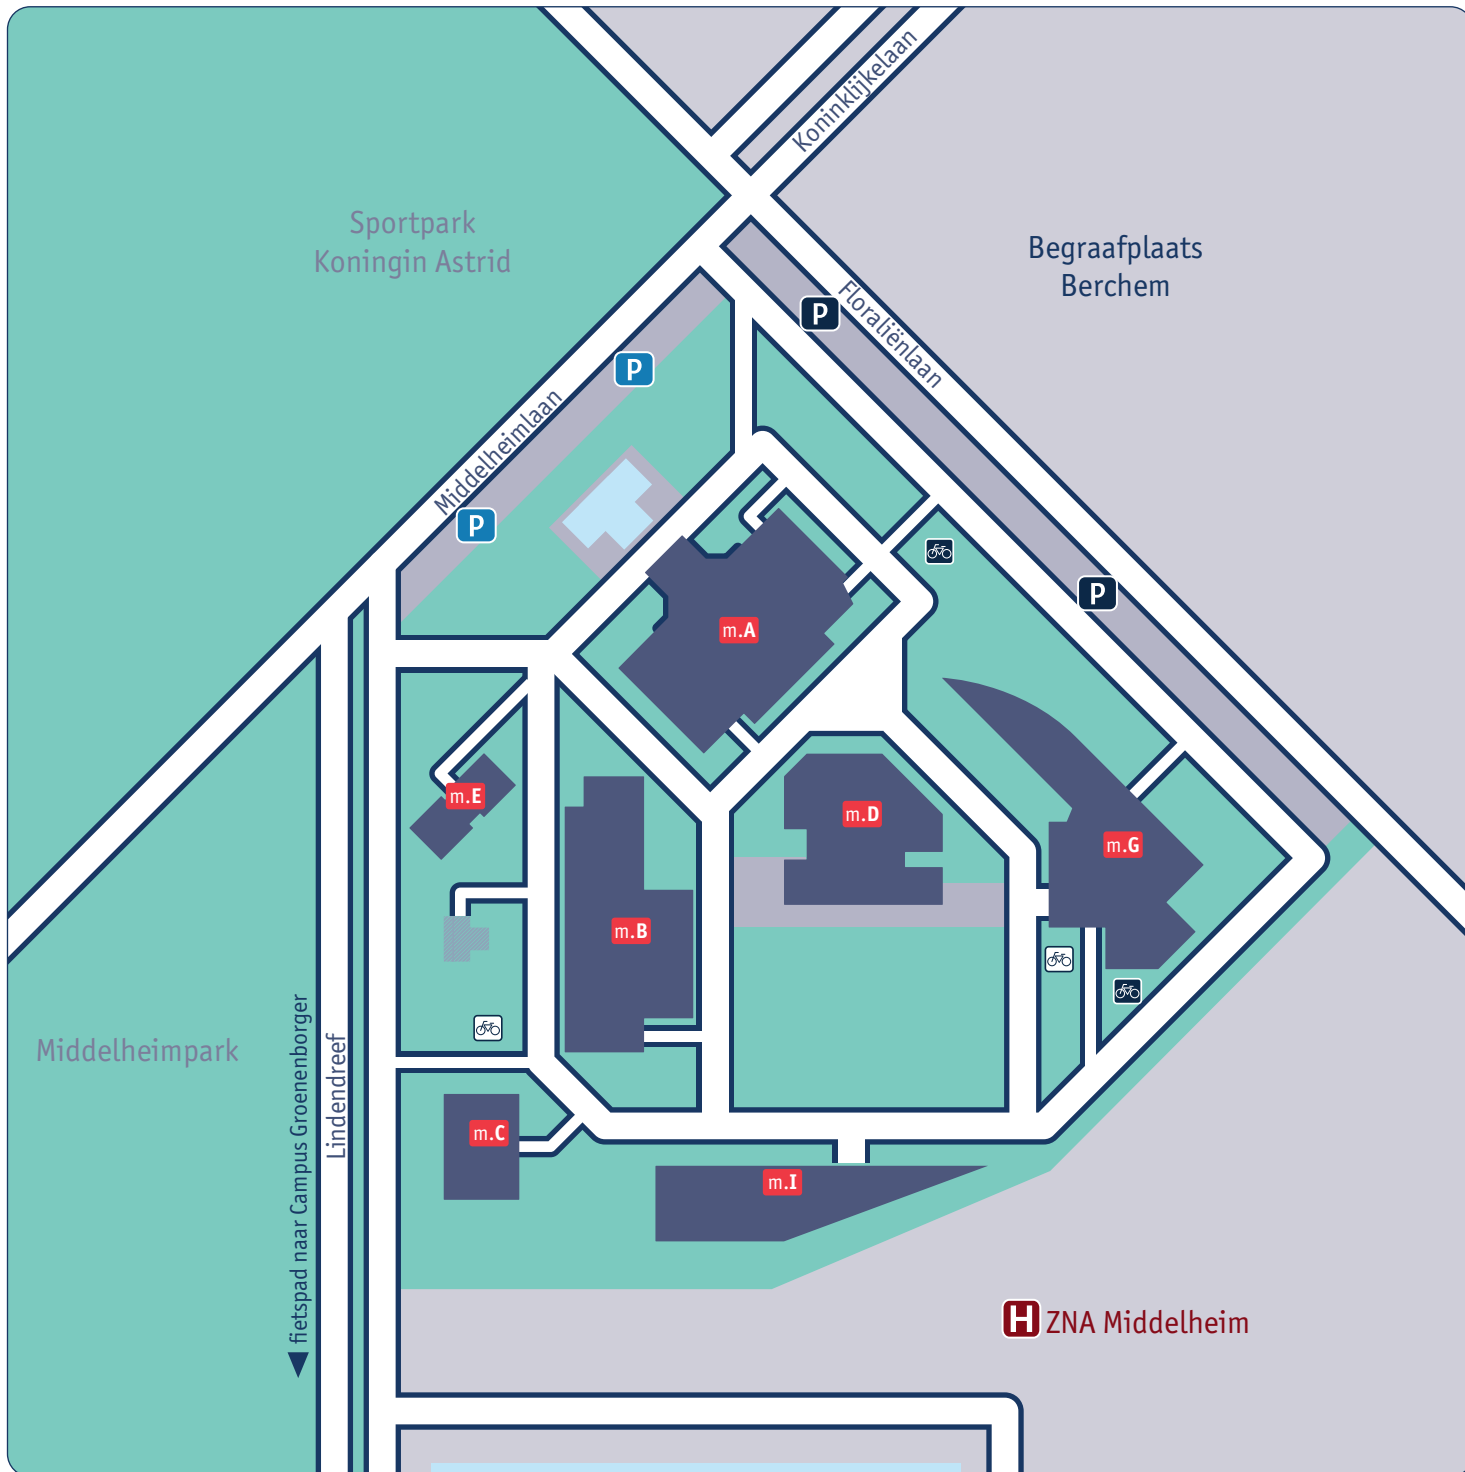 Koninklijkelaan
Sportpark
Koningin Astrid
Begraafplaats
Berchem
Floraliënlaan
P
P
Middelheimlaan
P
P
m.A
m.E
m.D
m.G
m.B
Middelheimpark
fietspad naar Campus Groenenborger
Lindendreef
m.C
m.I
H ZNA Middelheim